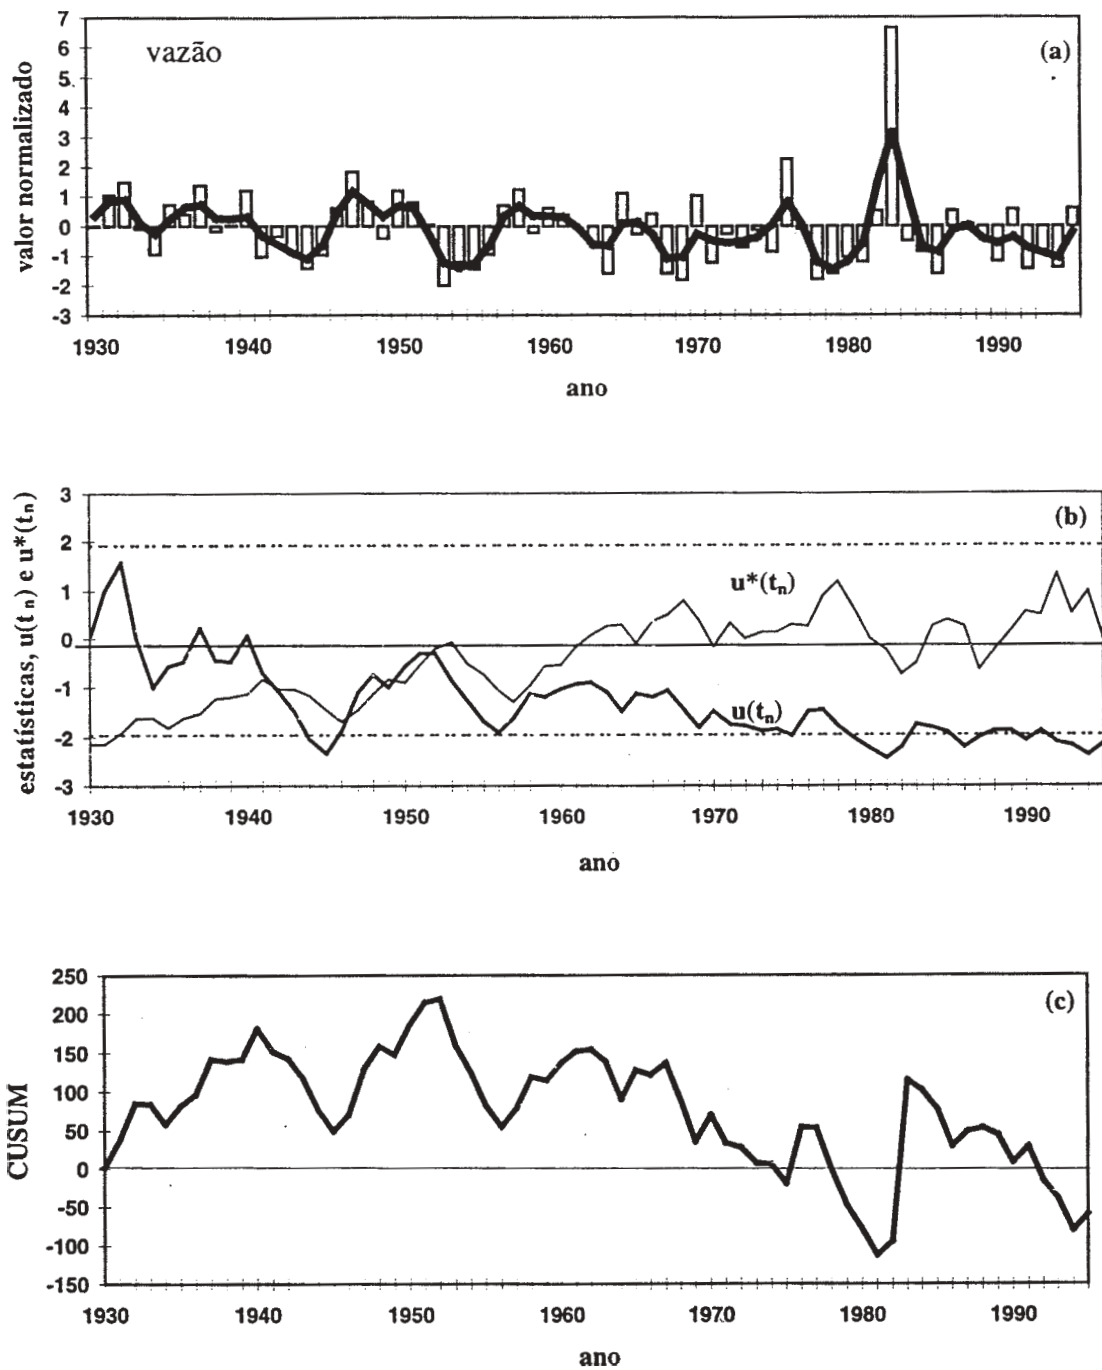 vazão
(a)
valor normalizado
7
6
5
4
3
2
1
0
-1
-2
-3
1930 1940 1950 1960 1970 1980 1990
ano
(b)
estatísticas, u(tn) e u*(tn)
3
2
1
0
-1
-2
-3
u*(tn)
u(tn)
1930 1940 1950 1960 1970 1980 1990
ano
(c)
CUSUM
250
200
150
100
50
0
-50
-100
-150
1930 1940 1950 1960 1970 1980 1990
ano